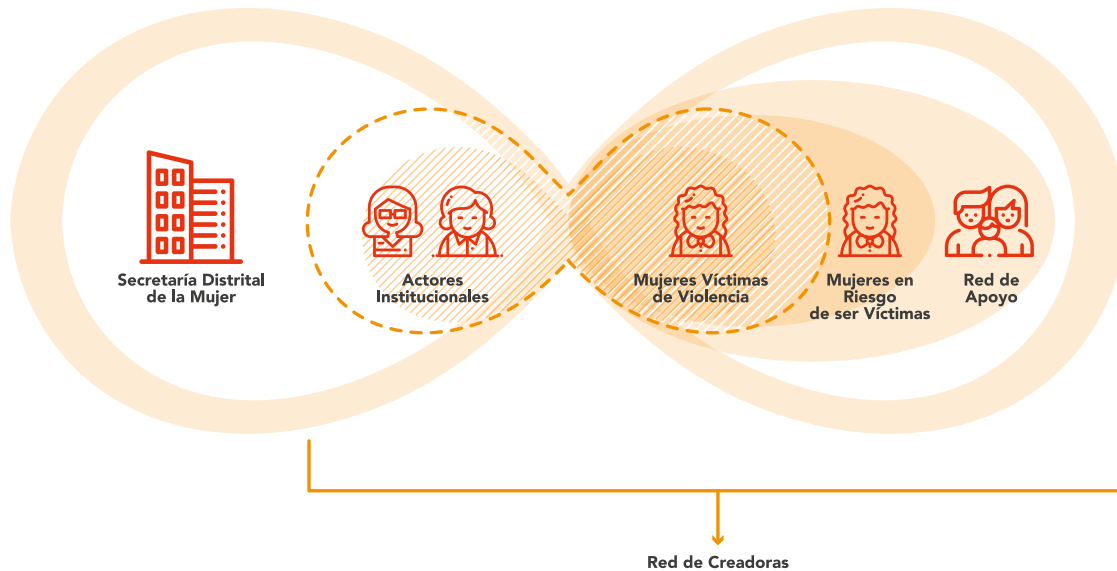 Secretaría Distrital
de la Mujer
Actores
Institucionales
Mujeres Víctimas
de Violencia
Mujeres en
Riesgo
de ser Víctimas
Red de
Apoyo
Red de Creadoras